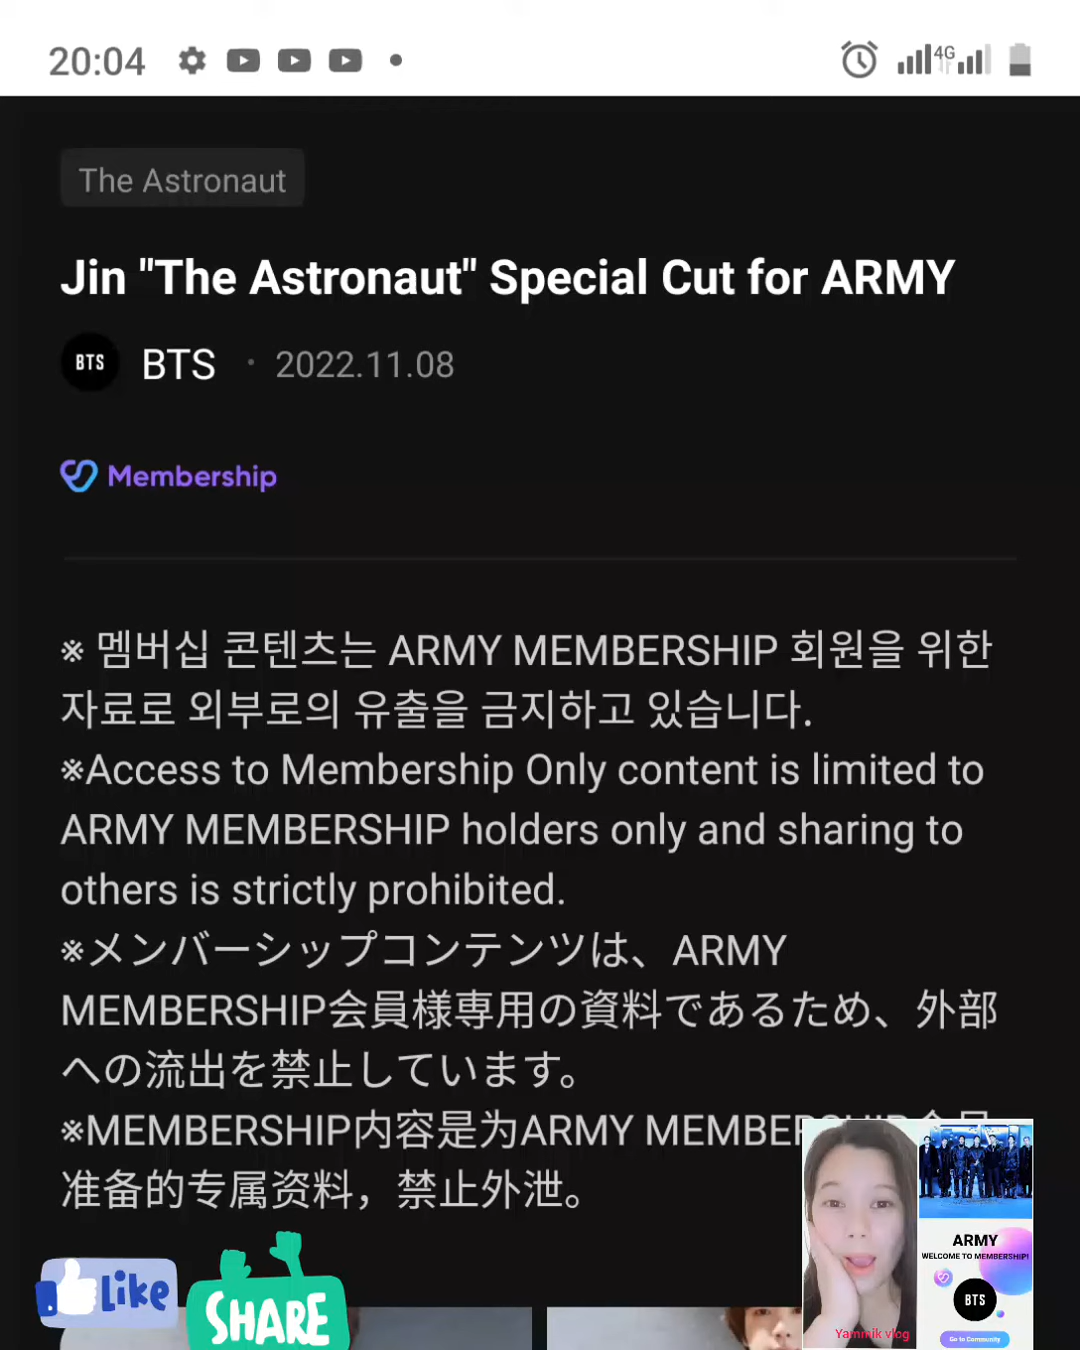 20:04
4G
The Astronaut
Jin "The Astronaut" Special Cut for ARMY
BTS
BTS · 2022.11.08
Membership
※ 멤버십 콘텐츠는 ARMY MEMBERSHIP 회원을 위한
자료로 외부로의 유출을 금지하고 있습니다.
※Access to Membership Only content is limited to
ARMY MEMBERSHIP holders only and sharing to
others is strictly prohibited.
※メンバーシップコンテンツは、ARMY
MEMBERSHIP会員様専用の資料であるため、外部
への流出を禁止しています。
※MEMBERSHIP内容是为ARMY
准备的专属资料，禁止外泄。
Like
SHARE
ARMY
WELCOME TO MEMBERSHIP!
BTS
Go to Community
Yammik vlog